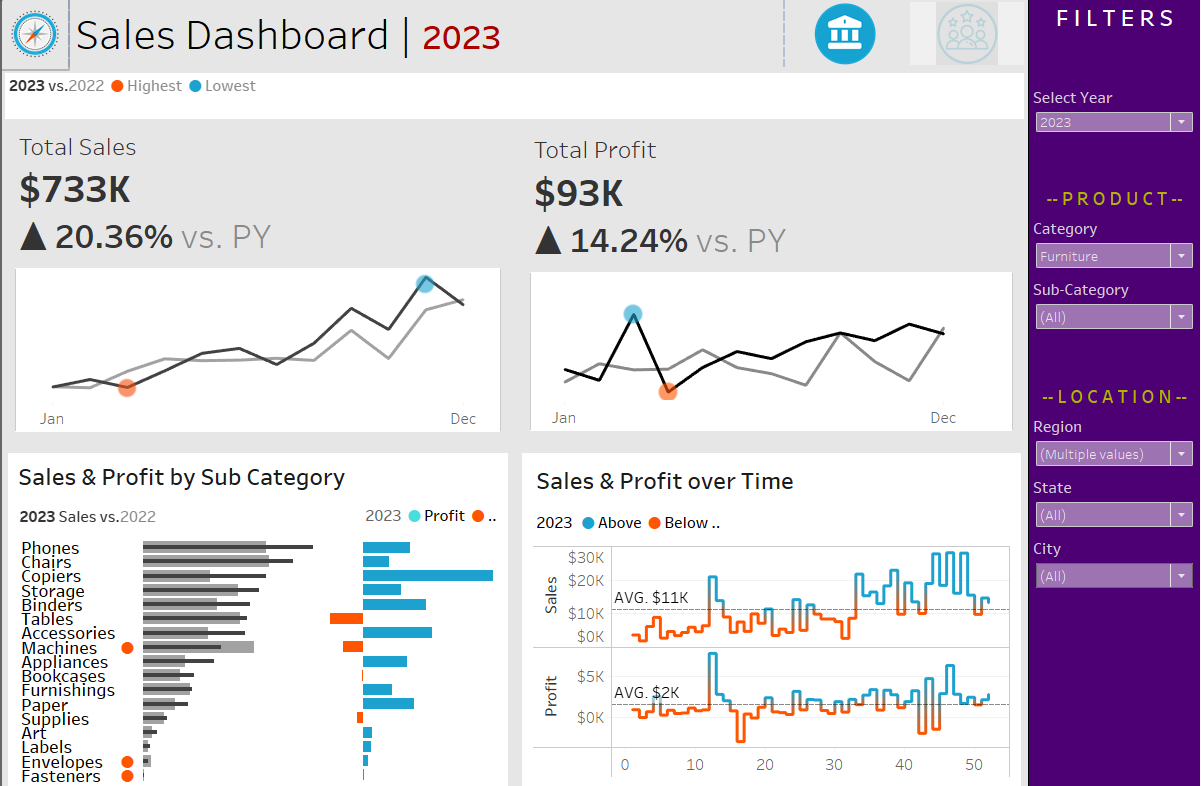 Sales Dashboard | 2023
2023 vs.2022 Highest Lowest
Total Sales
$733K
▲ 20.36% vs. PY
Jan Dec
Total Profit
$93K
▲ 14.24% vs. PY
Jan Dec
Sales & Profit by Sub Category
2023 Sales vs.2022
2023 Profit ..
Phones
Chairs
Copiers
Storage
Binders
Tables
Accessories
Machines
Appliances
Bookcases
Furnishings
Paper
Supplies
Art
Labels
Envelopes
Fasteners
Sales & Profit over Time
2023 Above Below ..
Sales
$30K
$20K
AVG. $11K
$10K
$0K
Profit
$5K
AVG. $2K
$0K
0 10 20 30 40 50
FILTERS
Select Year
2023
--PRODUCT--
Category
Furniture
Sub-Category
(All)
--LOCATION--
Region
(Multiple values)
State
(All)
City
(All)